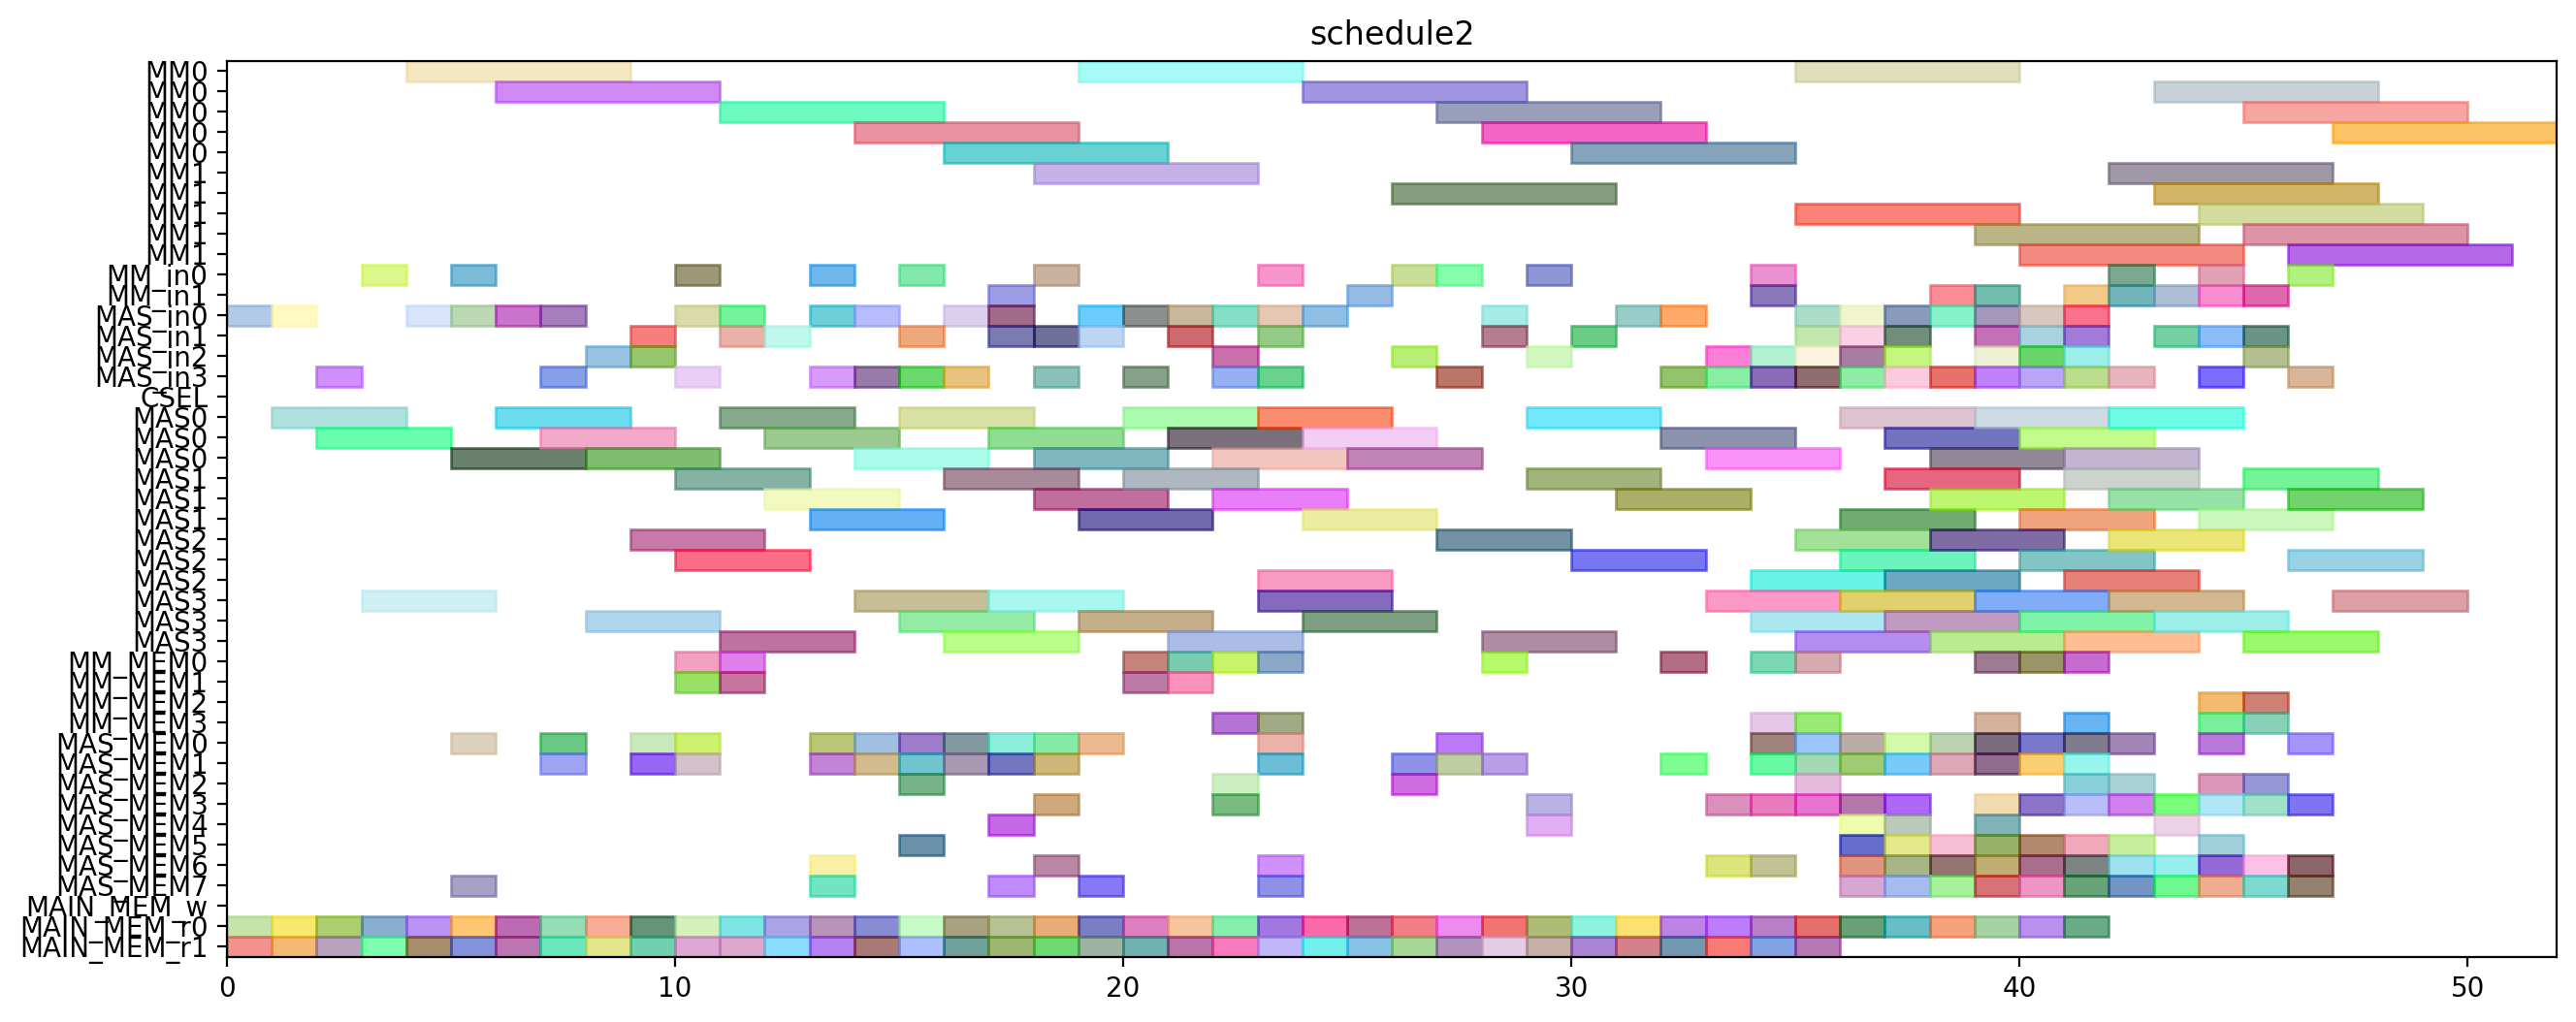 schedule2
MM0
MM0
MM0
MM0
MM0
MM1
MM1
MM1
MM1
MM1
MM_in0
MM_in1
MAS_in0
MAS_in1
MAS_in2
MAS_in3
CSEL
MAS0
MAS0
MAS0
MAS1
MAS1
MAS1
MAS2
MAS2
MAS2
MAS3
MAS3
MAS3
MM_MEM0
MM_MEM1
MM_MEM2
MM_MEM3
MAS_MEM0
MAS_MEM1
MAS_MEM2
MAS_MEM3
MAS_MEM4
MAS_MEM5
MAS_MEM6
MAS_MEM7
MAIN_MEM_w
MAIN_MEM_r0
MAIN_MEM_r1
0 10 20 30 40 50